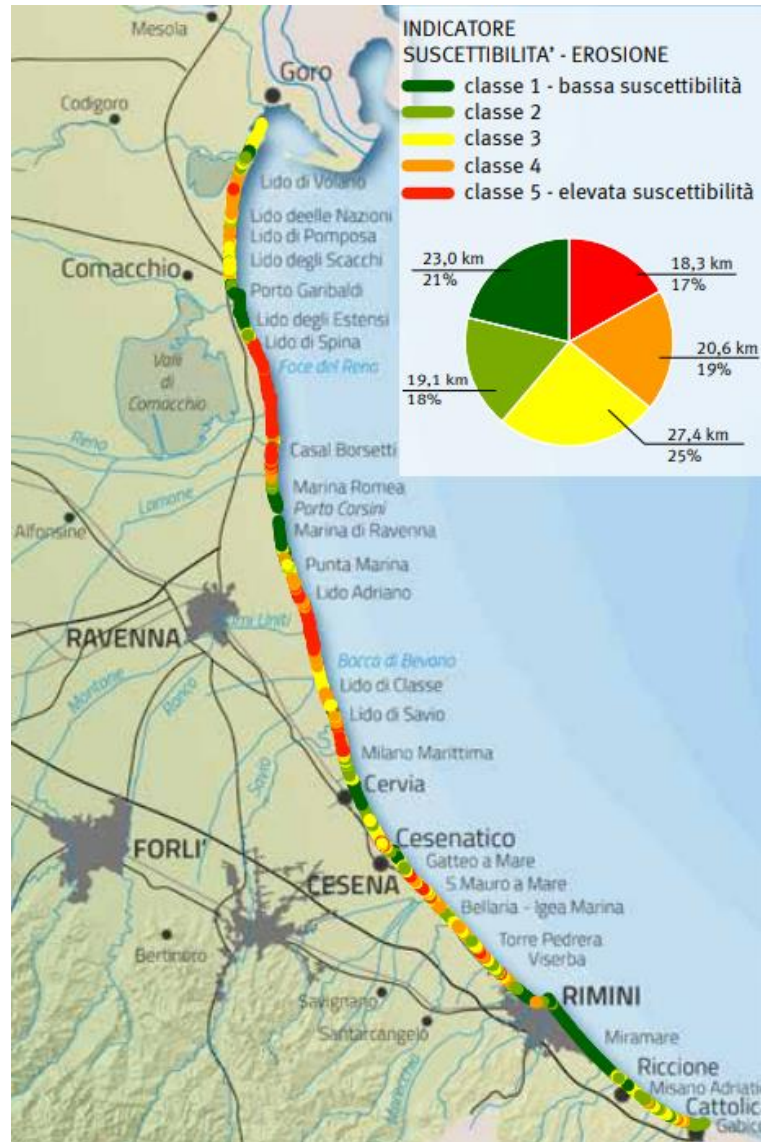 Mesola
Goro
Codigoro
INDICATORE
SUSCETTIBILITA' - EROSIONE
classe 1 - bassa suscettibilità
classe 2
classe 3
classe 4
classe 5 - elevata suscettibilità
23,0 km
21%
18,3 km
17%
19,1 km
18%
20,6 km
19%
27,4 km
25%
Lido di Volano
Lido deelle Nazioni
Lido di Pomposa
Comacchio
Lido degli Scacchi
Porto Garibaldi
Lido degli Estensi
Lido di Spina
Valli
di
Comacchio
Foce del Reno
Reno
Casal Borsetti
Lamone
Marina Romea
Porto Corsini
Alfonsine
Marina di Ravenna
Punta Marina
Lido Adriano
RAVENNA
Uniti
Bocca di Bevano
Montone
Ronco
Lido di Classe
Lido di Savio
Savio
Milano Marittima
Cervia
FORLI'
Cesenatico
CESENA
Gatteo a Mare
S.Mauro a Mare
Bellaria - Igea Marina
Bertinoro
Torre Pedrera
Viserba
Savignano
RIMINI
Santarcangelo
Miramare
Marecchia
Riccione
Misano Adriatic
Cattolic
Gabic